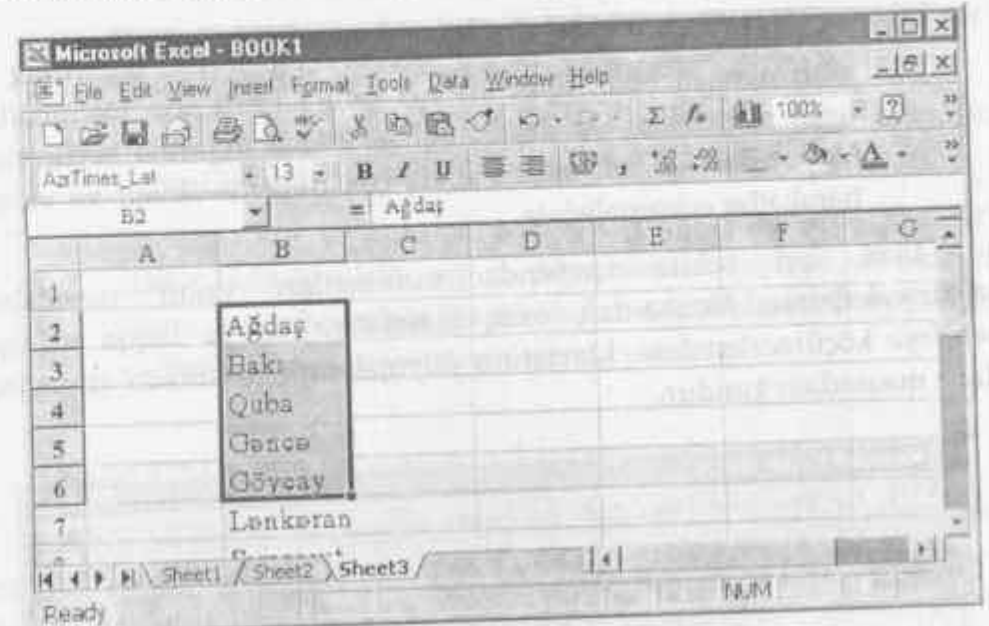 Microsoft Excel - BOOK1
File Edit View Insert Format Tools Data Window Help
Σ 100%
AzTimes_Lat 13 B I U
B2 = Ağdaş
A B C D E F G
1
2 Ağdaş
3 Bakı
4 Quba
5 Gəncə
6 Göyçay
7 Lənkəran
Sheet1 Sheet2 Sheet3
Ready NUM